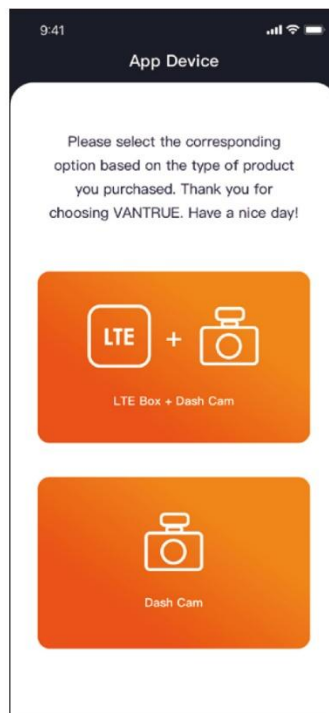 9:41
App Device
Please select the corresponding
option based on the type of product
you purchased. Thank you for
choosing VANTRUE. Have a nice day!
LTE +
LTE Box + Dash Cam
Dash Cam